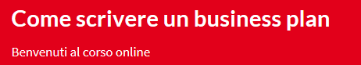 Come scrivere un business plan
Benvenuti al corso online